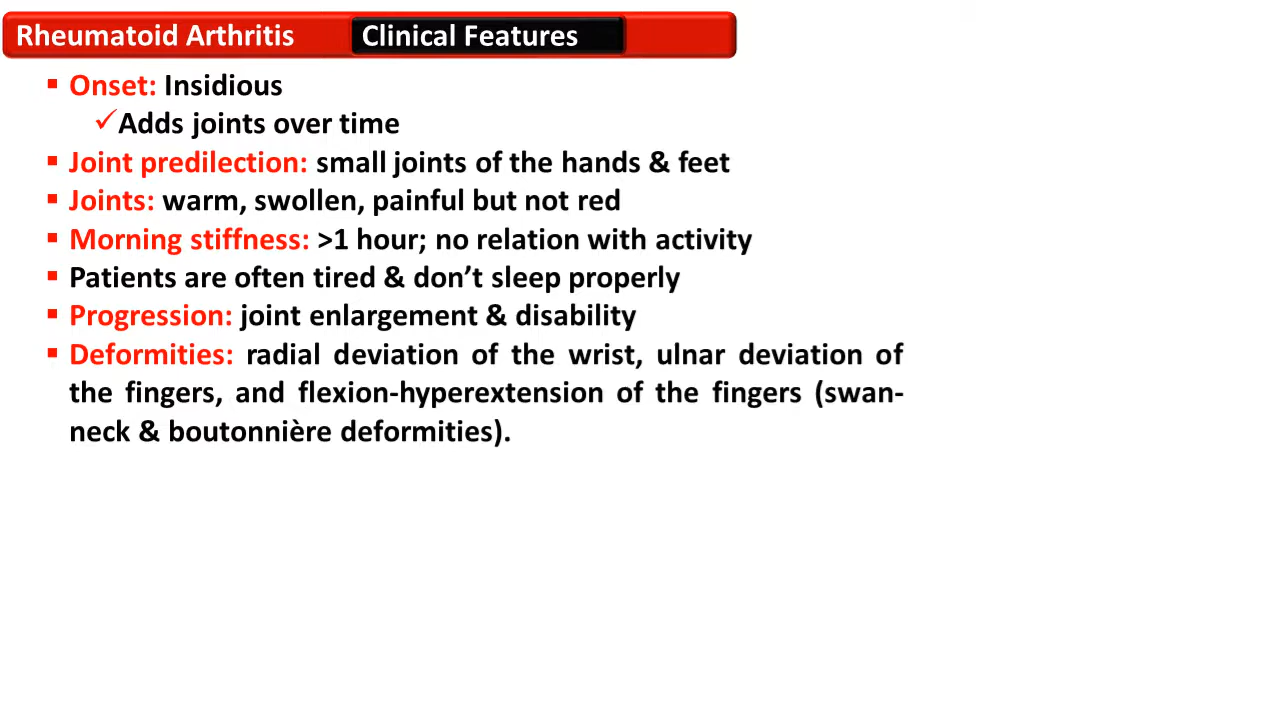 Rheumatoid Arthritis Clinical Features
▪ Onset: Insidious
✓Adds joints over time
▪ Joint predilection: small joints of the hands & feet
▪ Joints: warm, swollen, painful but not red
▪ Morning stiffness: >1 hour; no relation with activity
▪ Patients are often tired & don’t sleep properly
▪ Progression: joint enlargement & disability
▪ Deformities: radial deviation of the wrist, ulnar deviation of
the fingers, and flexion-hyperextension of the fingers (swan-
neck & boutonnière deformities).